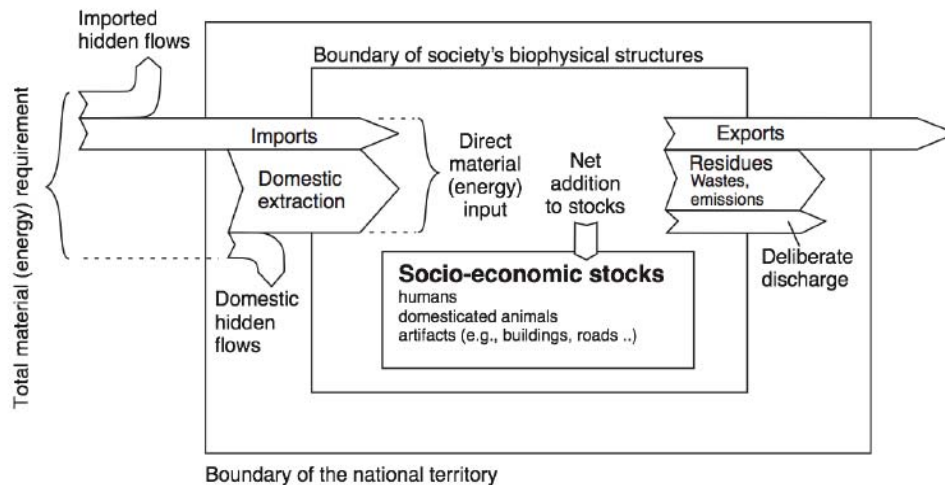 Imported
hidden flows
Boundary of society's biophysical structures
Total material (energy) requirement
Imports
Domestic
extraction
Direct
material
(energy)
input
Net
addition
to stocks
Exports
Residues
Wastes,
emissions
Deliberate
discharge
Domestic
hidden
flows
Socio-economic stocks
humans
domesticated animals
artifacts (e.g., buildings, roads ..)
Boundary of the national territory